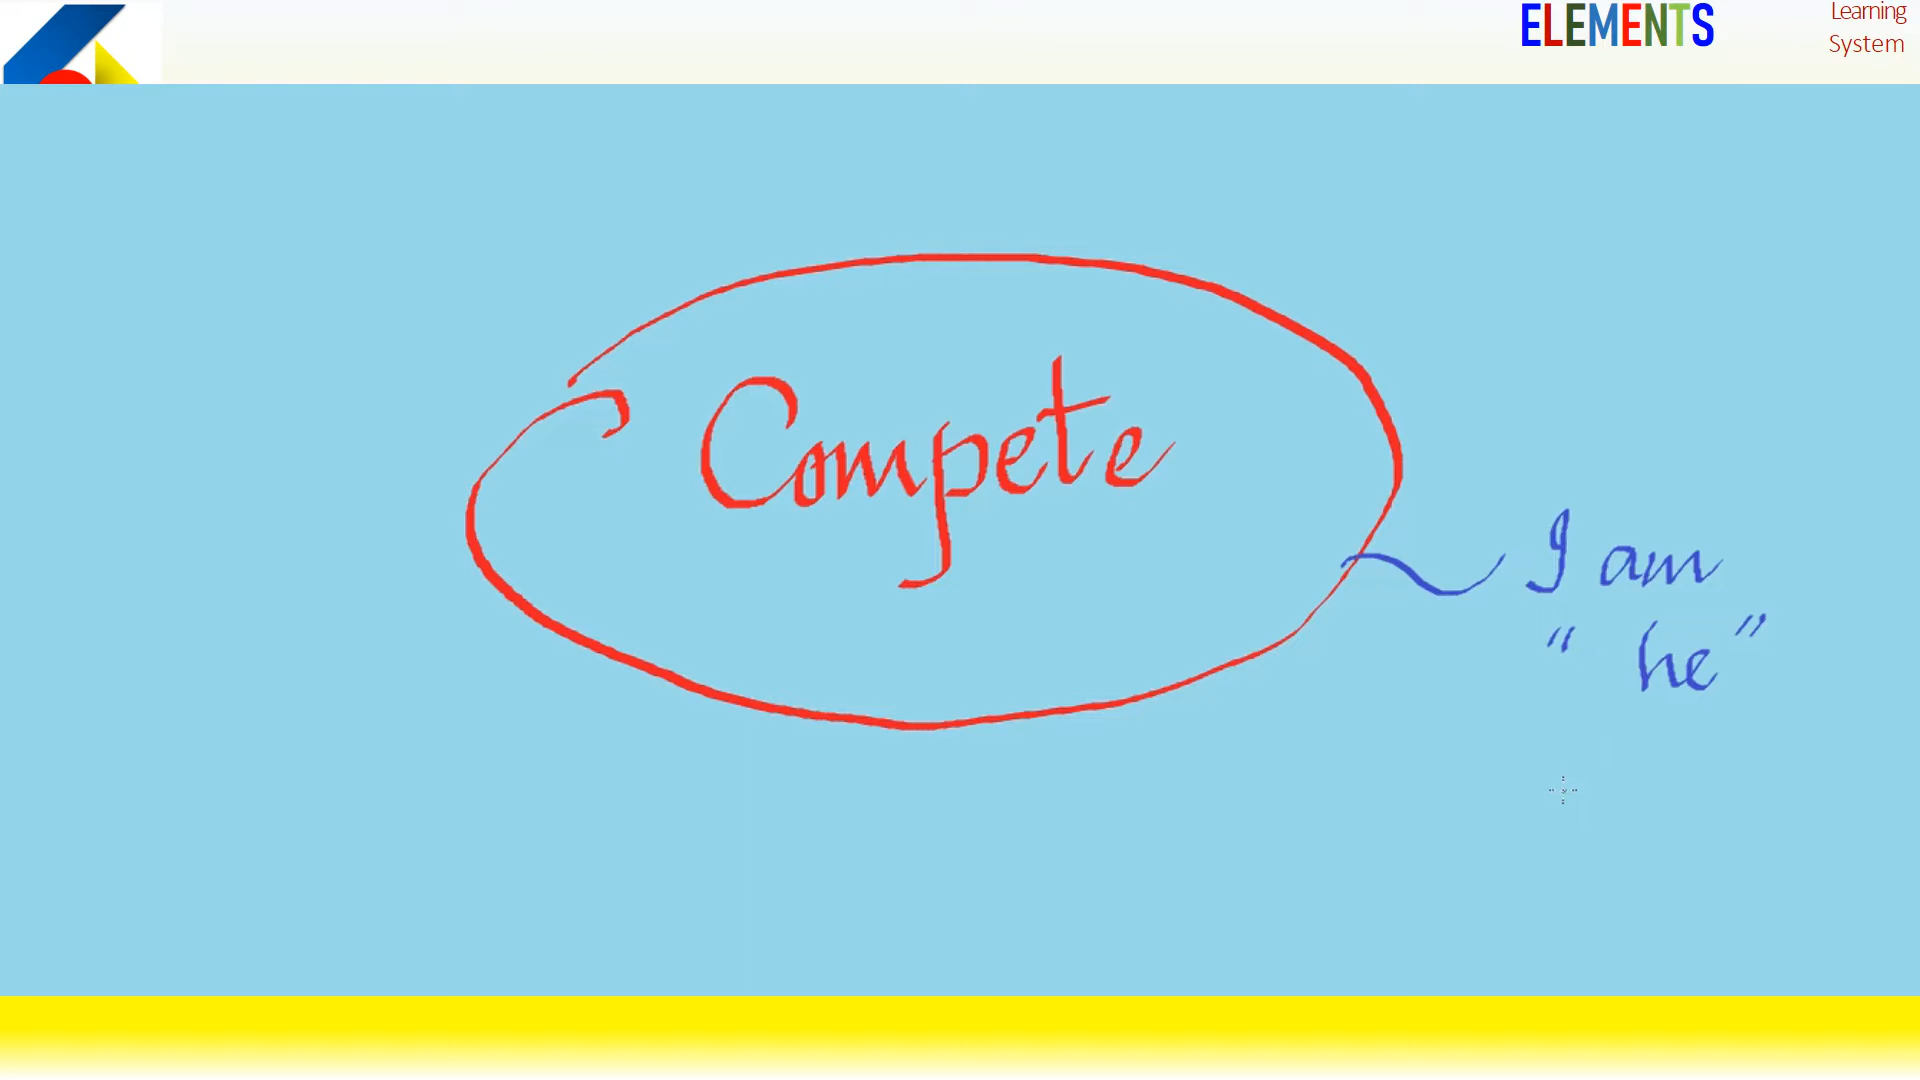 ELEMENTS
Learning
System
Compete
I am
“ he ”